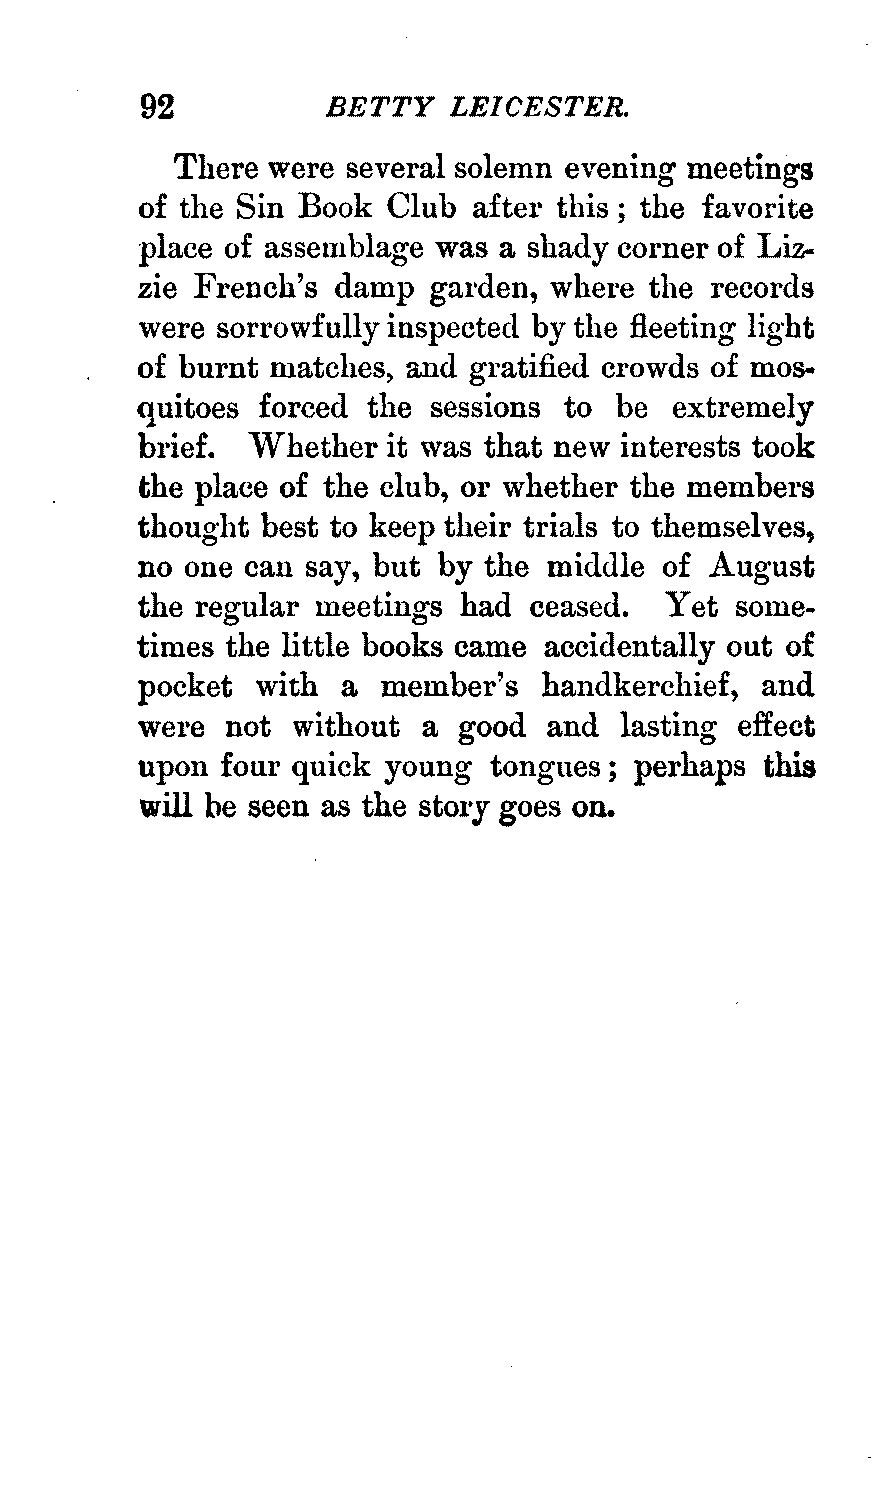 92 BETTY LEICESTER.
There were several solemn evening meetings
of the Sin Book Club after this ; the favorite
place of assemblage was a shady corner of Liz-
zie French's damp garden, where the records
were sorrowfully inspected by the fleeting light
of burnt matches, and gratified crowds of mos-
quitoes forced the sessions to be extremely
brief. Whether it was that new interests took
the place of the club, or whether the members
thought best to keep their trials to themselves,
no one can say, but by the middle of August
the regular meetings had ceased. Yet some-
times the little books came accidentally out of
pocket with a member's handkerchief, and
were not without a good and lasting effect
upon four quick young tongues ; perhaps this
will be seen as the story goes on.